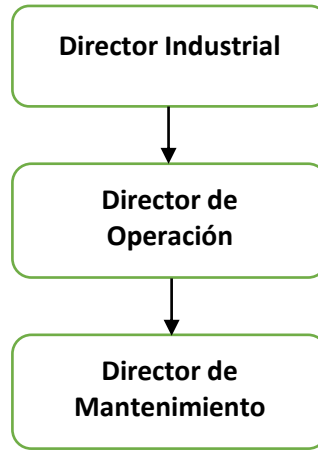 Director Industrial
Director de
Operación
Director de
Mantenimiento